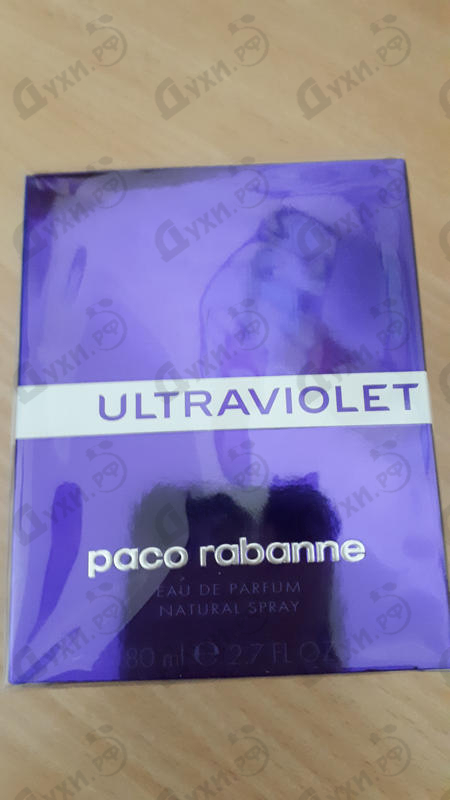 ULTRAVIOLET
paco rabanne
EAU DE PARFUM
NATURAL SPRAY
80 ml ℮ 2.7 FL OZ
Духи.РФ